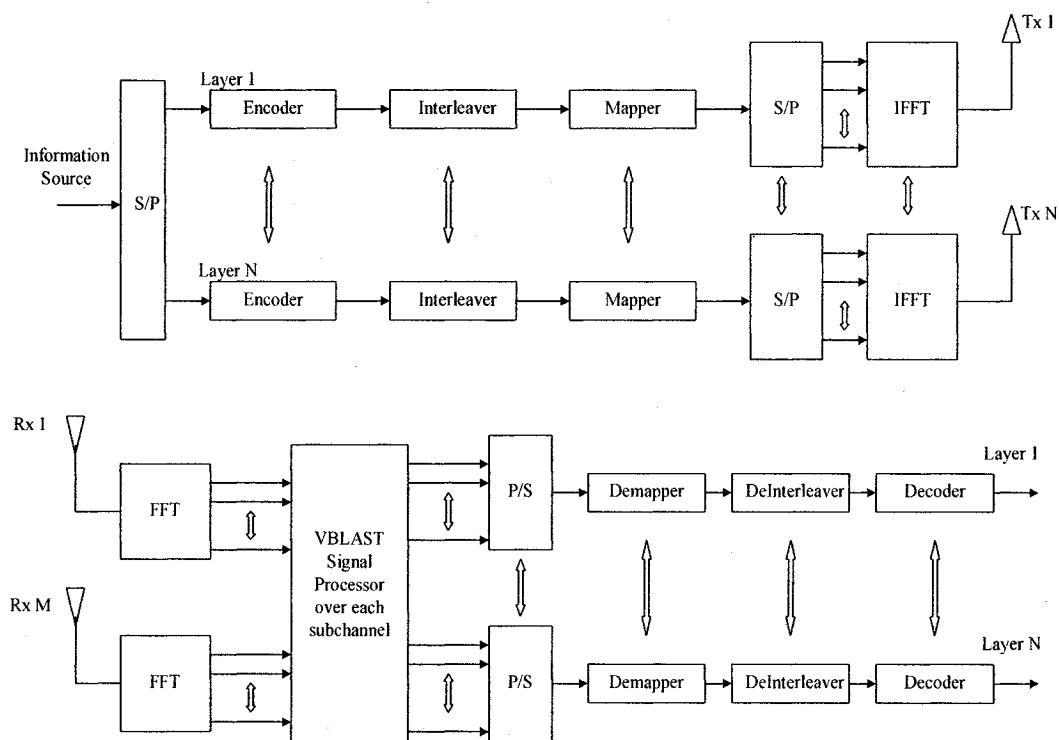 Tx 1
Layer 1
Encoder
Interleaver
Mapper
S/P
IFFT
Information
Source
S/P
Tx N
Layer N
Encoder
Interleaver
Mapper
S/P
IFFT
Rx 1
Layer 1
FFT
P/S
Demapper
DeInterleaver
Decoder
VBLAST
Signal
Processor
over each
subchannel
Rx M
Layer N
FFT
P/S
Demapper
DeInterleaver
Decoder